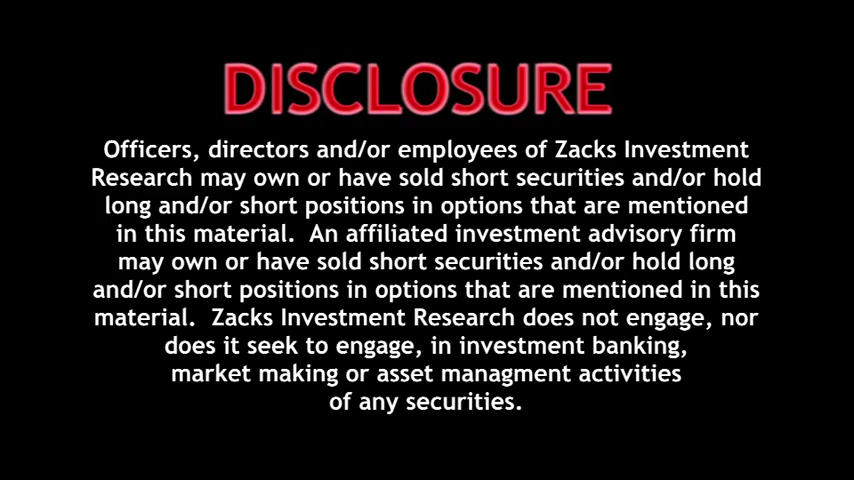 DISCLOSURE
Officers, directors and/or employees of Zacks Investment
Research may own or have sold short securities and/or hold
long and/or short positions in options that are mentioned
in this material.  An affiliated investment advisory firm
may own or have sold short securities and/or hold long
and/or short positions in options that are mentioned in this
material.  Zacks Investment Research does not engage, nor
does it seek to engage, in investment banking,
market making or asset managment activities
of any securities.